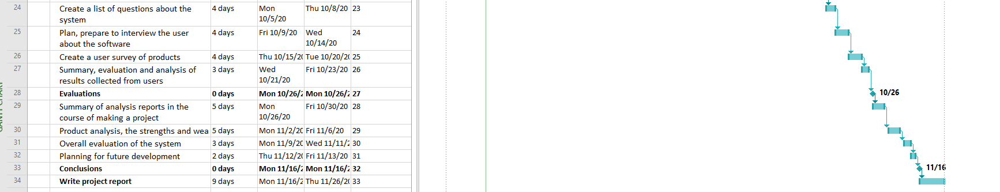 24 Create a list of questions about the system 4 days Mon 10/5/20 Thu 10/8/20 23
25 Plan, prepare to interview the user about the software 4 days Fri 10/9/20 Wed 10/14/20 24
26 Create a user survey of products 4 days Thu 10/15/20 Tue 10/20/20 25
27 Summary, evaluation and analysis of results collected from users 3 days Wed 10/21/20 Fri 10/23/20 26
28 Evaluations 0 days Mon 10/26/2 Mon 10/26/2 27
10/26
29 Summary of analysis reports in the course of making a project 5 days Mon 10/26/20 Fri 10/30/20 28
30 Product analysis, the strengths and wea 5 days Mon 11/2/20 Fri 11/6/20 29
31 Overall evaluation of the system 3 days Mon 11/9/20 Wed 11/11/2 30
32 Planning for future development 2 days Thu 11/12/20 Fri 11/13/20 31
33 Conclusions 0 days Mon 11/16/2 Mon 11/16/2 32
11/16
34 Write project report 9 days Mon 11/16/2 Thu 11/26/20 33